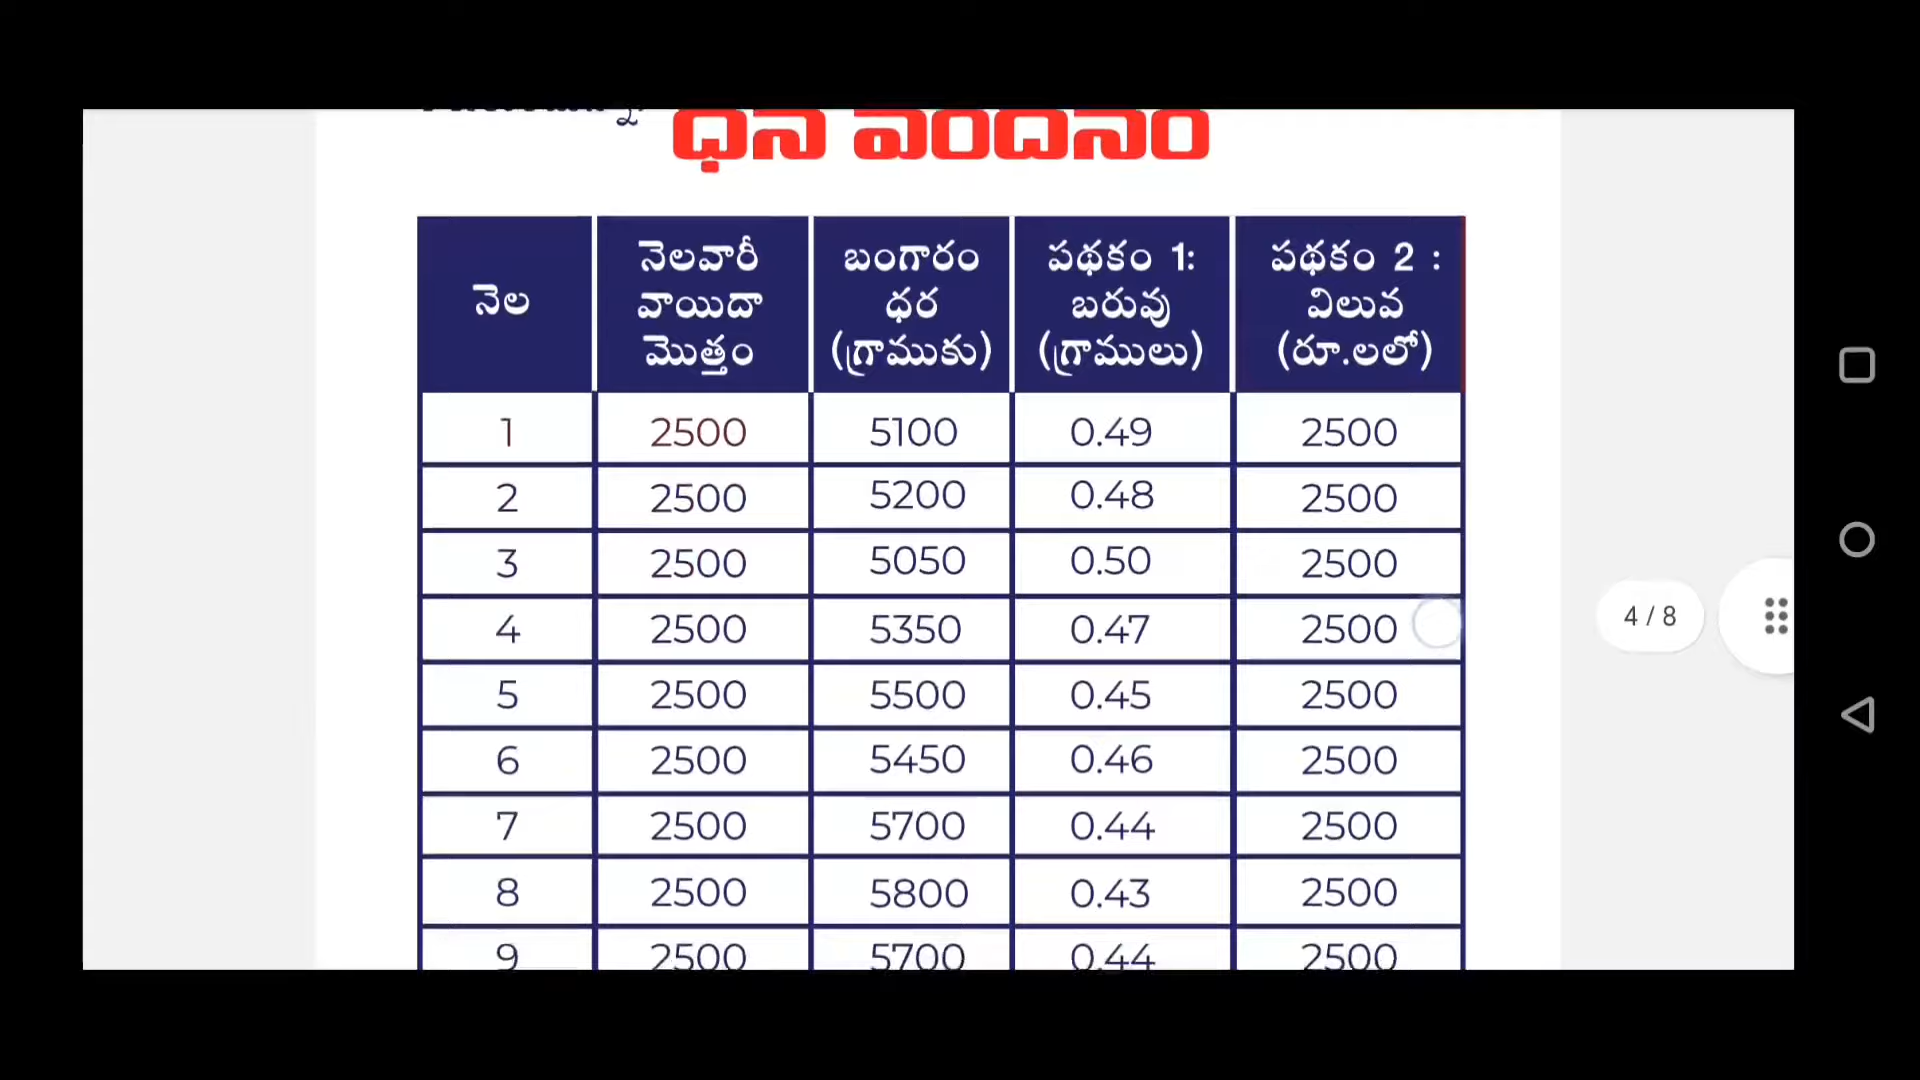 ధన వందనం
నెల
నెలవారీ
వాయిదా
మొత్తం
బంగారం
ధర
(గ్రాముకు)
పథకం 1:
బరువు
(గ్రాములు)
పథకం 2 :
విలువ
(రూ.లలో)
1 2500 5100 0.49 2500
2 2500 5200 0.48 2500
3 2500 5050 0.50 2500
4 2500 5350 0.47 2500
5 2500 5500 0.45 2500
6 2500 5450 0.46 2500
7 2500 5700 0.44 2500
8 2500 5800 0.43 2500
9 2500 5700 0.44 2500
4 / 8